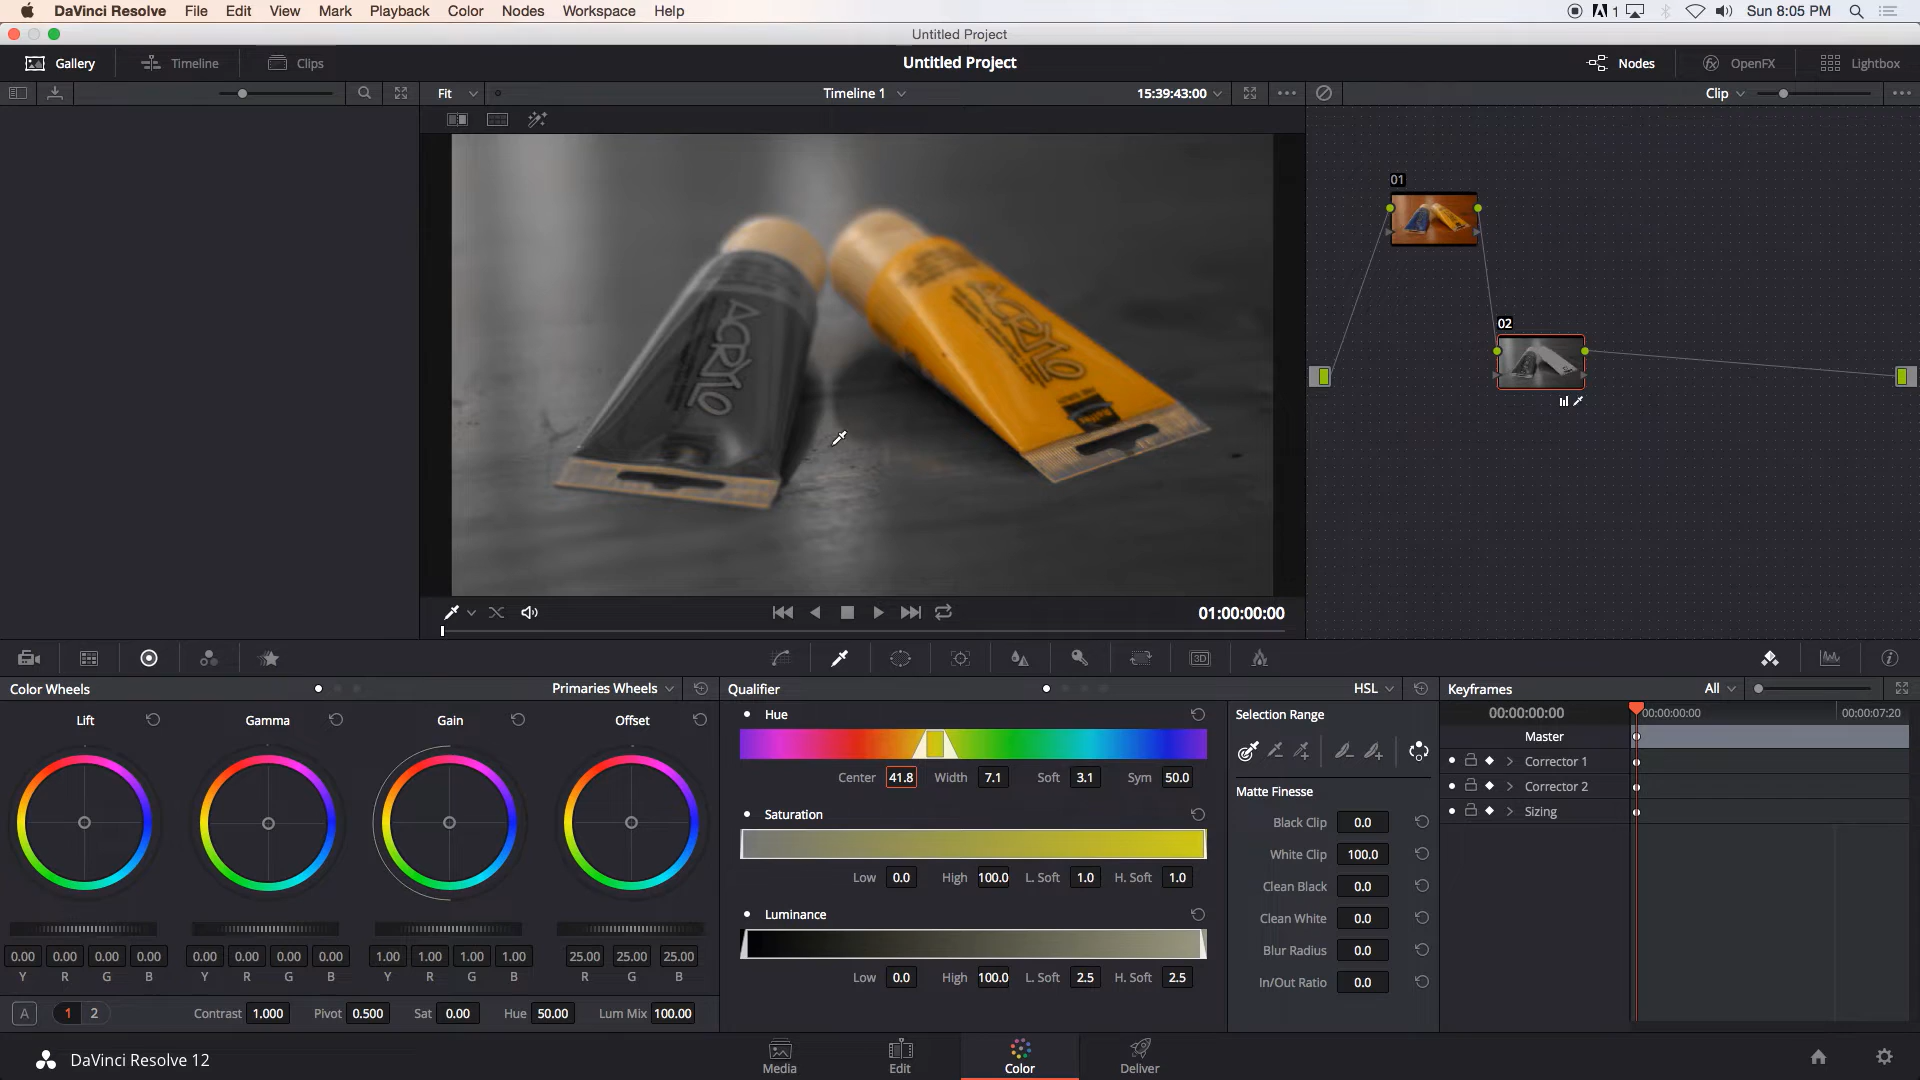 DaVinci Resolve File Edit View Mark Playback Color Nodes Workspace Help 1 Sun 8:05 PM
Untitled Project
Gallery Timeline Clips Untitled Project Nodes OpenFX Lightbox
Fit Timeline 1 15:39:43:00 Clip
01
02
ACRYLO
ACRYLO
01:00:00:00
Color Wheels Primaries Wheels Qualifier HSL Keyframes All
Lift Gamma Gain Offset
Hue
Center 41.8 Width 7.1 Soft 3.1 Sym 50.0
Saturation
Low 0.0 High 100.0 L. Soft 1.0 H. Soft 1.0
Luminance
Low 0.0 High 100.0 L. Soft 2.5 H. Soft 2.5
Selection Range
Matte Finesse
Black Clip 0.0
White Clip 100.0
Clean Black 0.0
Clean White 0.0
Blur Radius 0.0
In/Out Ratio 0.0
00:00:00:00 00:00:00:00 00:00:07:20
Master
Corrector 1
Corrector 2
Sizing
0.00 0.00 0.00 0.00 0.00 0.00 0.00 0.00 1.00 1.00 1.00 1.00 25.00 25.00 25.00
Y R G B Y R G B Y R G B R G B
A 1 2 Contrast 1.000 Pivot 0.500 Sat 0.00 Hue 50.00 Lum Mix 100.00
DaVinci Resolve 12 Media Edit Color Deliver